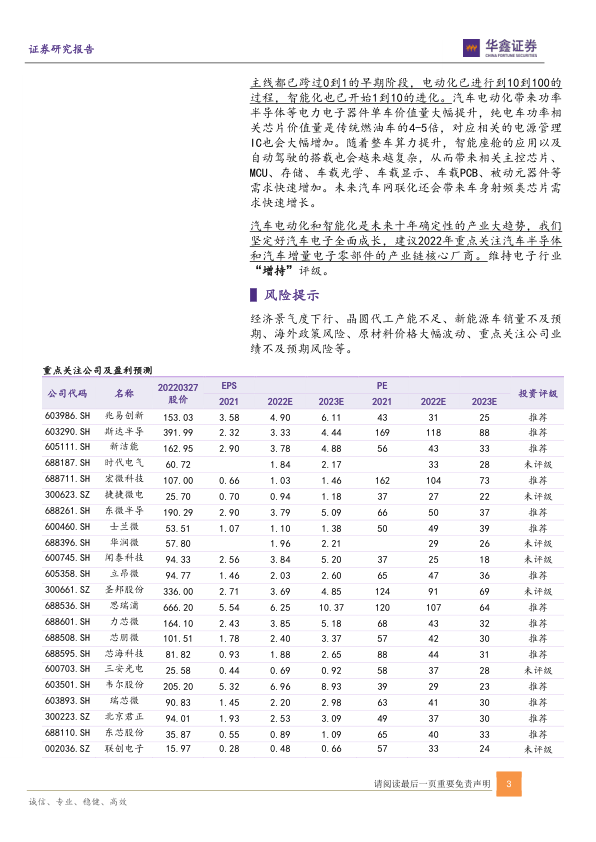 证券研究报告
华鑫证券
CHINA FORTUNE SECURITIES
主线都已跨过0到1的早期阶段，电动化已进行到10到100的
过程，智能化也已开始1到10的进化。汽车电动化带来功率
半导体等电力电子器件单车价值量大幅提升，纯电车功率相
关芯片价值量是传统燃油车的4-5倍，对应相关的电源管理
IC也会大幅增加。随着整车算力提升，智能座舱的应用以及
自动驾驶的搭载也会越来越复杂，从而带来相关主控芯片、
MCU、存储、车载光学、车载显示、车载PCB、被动元器件等
需求快速增加。未来汽车网联化还会带来车身射频类芯片需
求快速增长。
汽车电动化和智能化是未来十年确定性的产业大趋势，我们
坚定好汽车电子全面成长，建议2022年重点关注汽车半导体
和汽车增量电子零部件的产业链核心厂商。维持电子行业
“增持”评级。
风险提示
经济景气度下行、晶圆代工产能不足、新能源车销量不及预
期、海外政策风险、原材料价格大幅波动、重点关注公司业
绩不及预期风险等。
重点关注公司及盈利预测
公司代码 名称 20220327 股价 EPS PE 投资评级
2021 2022E 2023E 2021 2022E 2023E
603986.SH 兆易创新 153.03 3.58 4.90 6.11 43 31 25 推荐
603290.SH 斯达半导 391.99 2.32 3.33 4.44 169 118 88 推荐
605111.SH 新洁能 162.95 2.90 3.78 4.88 56 43 33 推荐
688187.SH 时代电气 60.72 1.84 2.17 33 28 未评级
688711.SH 宏微科技 107.00 0.66 1.03 1.46 162 104 73 推荐
300623.SZ 捷捷微电 25.70 0.70 0.94 1.18 37 27 22 未评级
688261.SH 东微半导 190.29 2.90 3.79 5.09 66 50 37 推荐
600460.SH 士兰微 53.51 1.07 1.10 1.38 50 49 39 推荐
688396.SH 华润微 57.80 1.96 2.21 29 26 未评级
600745.SH 闻泰科技 94.33 2.56 3.84 5.20 37 25 18 未评级
605358.SH 立昂微 94.77 1.46 2.03 2.60 65 47 36 推荐
300661.SZ 圣邦股份 336.00 2.71 3.69 4.85 124 91 69 未评级
688536.SH 思瑞浦 666.20 5.54 6.25 10.37 120 107 64 推荐
688601.SH 力芯微 164.10 2.43 3.85 5.18 68 43 32 推荐
688508.SH 芯朋微 101.51 1.78 2.40 3.37 57 42 30 推荐
688595.SH 芯海科技 81.82 0.93 1.88 2.65 88 44 31 推荐
600703.SH 三安光电 25.58 0.44 0.69 0.92 58 37 28 未评级
603501.SH 韦尔股份 205.20 5.32 6.96 8.93 39 29 23 推荐
603893.SH 瑞芯微 90.83 1.45 2.20 2.98 63 41 30 推荐
300223.SZ 北京君正 94.01 1.93 2.53 3.09 49 37 30 推荐
688110.SH 东芯股份 35.87 0.55 0.89 1.09 65 40 33 推荐
002036.SZ 联创电子 15.97 0.28 0.48 0.66 57 33 24 未评级
请阅读最后一页重要免责声明 3
诚信、专业、稳健、高效